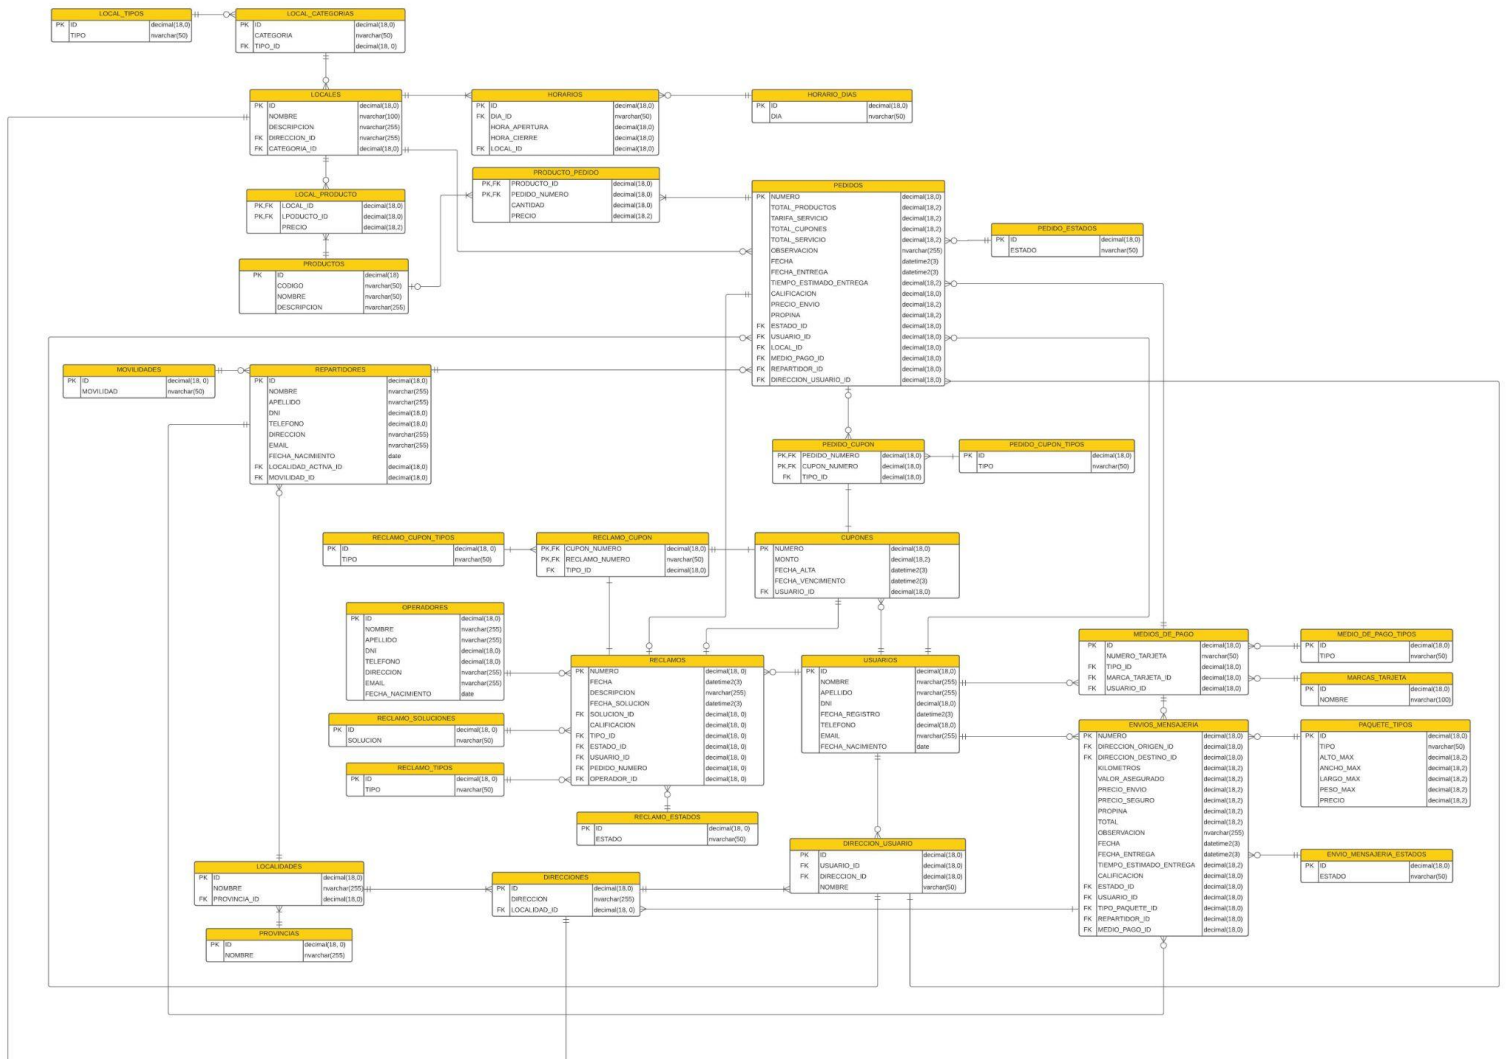 LOCAL_TIPOS
PK ID decimal(18,0)
TIPO nvarchar(50)
LOCAL_CATEGORIAS
PK ID decimal(18,0)
CATEGORIA nvarchar(50)
FK TIPO_ID decimal(18, 0)
LOCALES
PK ID decimal(18,0)
NOMBRE nvarchar(100)
DESCRIPCION nvarchar(255)
FK DIRECCION_ID nvarchar(255)
FK CATEGORIA_ID decimal(18,0)
HORARIOS
PK ID decimal(18,0)
FK DIA_ID nvarchar(50)
HORA_APERTURA decimal(18,0)
HORA_CIERRE decimal(18,0)
FK LOCAL_ID decimal(18,0)
HORARIO_DIAS
PK ID decimal(18,0)
DIA nvarchar(50)
LOCAL_PRODUCTO
PK,FK LOCAL_ID decimal(18,0)
PK,FK LPODUCTO_ID decimal(18,0)
PRECIO decimal(18,2)
PRODUCTO_PEDIDO
PK,FK PRODUCTO_ID decimal(18,0)
PK,FK PEDIDO_NUMERO decimal(18,0)
CANTIDAD decimal(18,0)
PRECIO decimal(18,2)
PEDIDOS
PK NUMERO decimal(18,0)
TOTAL_PRODUCTOS decimal(18,2)
TARIFA_SERVICIO decimal(18,2)
TOTAL_CUPONES decimal(18,2)
TOTAL_SERVICIO decimal(18,2)
OBSERVACION nvarchar(255)
FECHA datetime2(3)
FECHA_ENTREGA datetime2(3)
TIEMPO_ESTIMADO_ENTREGA decimal(18,2)
CALIFICACION decimal(18,0)
PRECIO_ENVIO decimal(18,2)
PROPINA decimal(18,2)
FK ESTADO_ID decimal(18,0)
FK USUARIO_ID decimal(18,0)
FK LOCAL_ID decimal(18,0)
FK MEDIO_PAGO_ID decimal(18,0)
FK REPARTIDOR_ID decimal(18,0)
FK DIRECCION_USUARIO_ID decimal(18,0)
PEDIDO_ESTADOS
PK ID decimal(18,0)
ESTADO nvarchar(50)
PRODUCTOS
PK ID decimal(18)
CODIGO nvarchar(50)
NOMBRE nvarchar(50)
DESCRIPCION nvarchar(255)
MOVILIDADES
PK ID decimal(18, 0)
MOVILIDAD nvarchar(50)
REPARTIDORES
PK ID decimal(18,0)
NOMBRE nvarchar(255)
APELLIDO nvarchar(255)
DNI decimal(18,0)
TELEFONO decimal(18,0)
DIRECCION nvarchar(255)
EMAIL nvarchar(255)
FECHA_NACIMIENTO date
FK LOCALIDAD_ACTIVA_ID decimal(18,0)
FK MOVILIDAD_ID decimal(18,0)
PEDIDO_CUPON
PK,FK PEDIDO_NUMERO decimal(18,0)
PK,FK CUPON_NUMERO decimal(18,0)
FK TIPO_ID decimal(18,0)
PEDIDO_CUPON_TIPOS
PK ID decimal(18,0)
TIPO nvarchar(50)
RECLAMO_CUPON_TIPOS
PK ID decimal(18, 0)
TIPO nvarchar(50)
RECLAMO_CUPON
PK,FK CUPON_NUMERO decimal(18,0)
PK,FK RECLAMO_NUMERO nvarchar(50)
FK TIPO_ID decimal(18,0)
CUPONES
PK NUMERO decimal(18,0)
MONTO decimal(18,2)
FECHA_ALTA datetime2(3)
FECHA_VENCIMIENTO datetime2(3)
FK USUARIO_ID decimal(18,0)
OPERADORES
PK ID decimal(18,0)
NOMBRE nvarchar(255)
APELLIDO nvarchar(255)
DNI decimal(18,0)
TELEFONO decimal(18,0)
DIRECCION nvarchar(255)
EMAIL nvarchar(255)
FECHA_NACIMIENTO date
RECLAMOS
PK NUMERO decimal(18, 0)
FECHA datetime2(3)
DESCRIPCION nvarchar(255)
FECHA_SOLUCION datetime2(3)
FK SOLUCION_ID decimal(18, 0)
CALIFICACION decimal(18, 0)
FK TIPO_ID decimal(18, 0)
FK ESTADO_ID decimal(18, 0)
FK USUARIO_ID decimal(18, 0)
FK PEDIDO_NUMERO decimal(18, 0)
FK OPERADOR_ID decimal(18, 0)
USUARIOS
PK ID decimal(18,0)
NOMBRE nvarchar(255)
APELLIDO nvarchar(255)
DNI decimal(18,0)
FECHA_REGISTRO datetime2(3)
TELEFONO decimal(18,0)
EMAIL nvarchar(255)
FECHA_NACIMIENTO date
MEDIOS_DE_PAGO
PK ID decimal(18,0)
NUMERO_TARJETA nvarchar(50)
FK TIPO_ID decimal(18,0)
FK MARCA_TARJETA_ID decimal(18,0)
FK USUARIO_ID decimal(18,0)
MEDIO_DE_PAGO_TIPOS
PK ID decimal(18,0)
TIPO nvarchar(50)
MARCAS_TARJETA
PK ID decimal(18,0)
NOMBRE nvarchar(100)
RECLAMO_SOLUCIONES
PK ID decimal(18, 0)
SOLUCION nvarchar(50)
RECLAMO_TIPOS
PK ID decimal(18, 0)
TIPO nvarchar(50)
RECLAMO_ESTADOS
PK ID decimal(18, 0)
ESTADO nvarchar(50)
ENVIOS_MENSAJERIA
PK NUMERO decimal(18,0)
FK DIRECCION_ORIGEN_ID decimal(18,0)
FK DIRECCION_DESTINO_ID decimal(18,0)
KILOMETROS decimal(18,2)
VALOR_ASEGURADO decimal(18,2)
PRECIO_ENVIO decimal(18,2)
PRECIO_SEGURO decimal(18,2)
PROPINA decimal(18,2)
TOTAL decimal(18,2)
OBSERVACION nvarchar(255)
FECHA datetime2(3)
FECHA_ENTREGA datetime2(3)
TIEMPO_ESTIMADO_ENTREGA decimal(18,2)
CALIFICACION decimal(18,0)
FK ESTADO_ID decimal(18,0)
FK USUARIO_ID decimal(18,0)
FK TIPO_PAQUETE_ID decimal(18,0)
FK REPARTIDOR_ID decimal(18,0)
FK MEDIO_PAGO_ID decimal(18,0)
PAQUETE_TIPOS
PK ID decimal(18,0)
TIPO nvarchar(50)
ALTO_MAX decimal(18,2)
ANCHO_MAX decimal(18,2)
LARGO_MAX decimal(18,2)
PESO_MAX decimal(18,2)
PRECIO decimal(18,2)
ENVIO_MENSAJERIA_ESTADOS
PK ID decimal(18,0)
ESTADO nvarchar(50)
DIRECCION_USUARIO
PK ID decimal(18,0)
FK USUARIO_ID decimal(18,0)
FK DIRECCION_ID decimal(18,0)
NOMBRE varchar(50)
LOCALIDADES
PK ID decimal(18,0)
NOMBRE nvarchar(255)
FK PROVINCIA_ID decimal(18,0)
DIRECCIONES
PK ID decimal(18, 0)
DIRECCION nvarchar(255)
FK LOCALIDAD_ID decimal(18, 0)
PROVINCIAS
PK ID decimal(18, 0)
NOMBRE nvarchar(255)